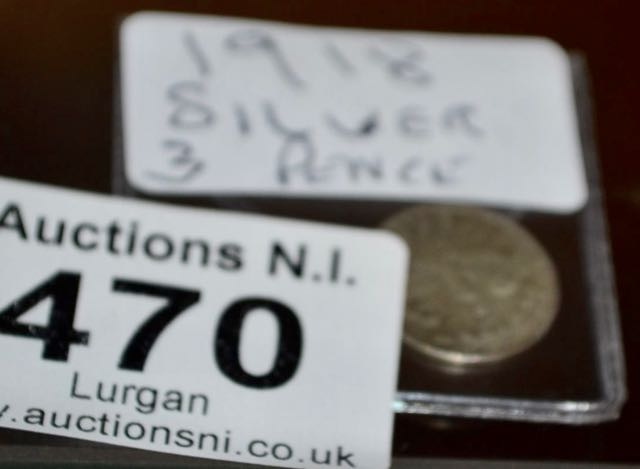 1918
SILVER
3 PENCE
Auctions N.I.
470
Lurgan
.auctionsni.co.uk